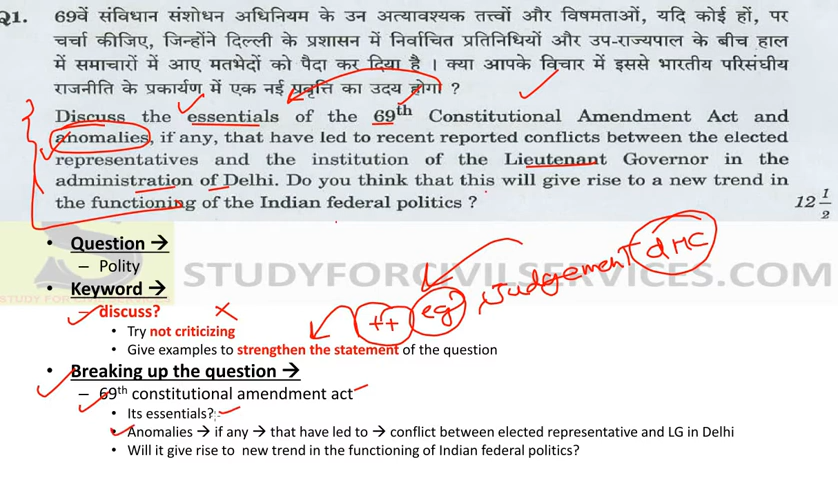 Q1. 69वें संविधान संशोधन अधिनियम के उन अत्यावश्यक तत्त्वों और विषमताओं, यदि कोई हों, पर
चर्चा कीजिए, जिन्होंने दिल्ली के प्रशासन में निर्वाचित प्रतिनिधियों और उप-राज्यपाल के बीच हाल
में समाचारों में आए मतभेदों को पैदा कर दिया है । क्या आपके विचार में इससे भारतीय परिसंघीय
राजनीति के प्रकार्यण में एक नई प्रवृत्ति का उदय होगा ?
Discuss the essentials of the 69th Constitutional Amendment Act and
anomalies, if any, that have led to recent reported conflicts between the elected
representatives and the institution of the Lieutenant Governor in the
administration of Delhi. Do you think that this will give rise to a new trend in
the functioning of the Indian federal politics ? 12 1/2
• Question →
– Polity
STUDYFORCIVILSERVICES.COM
STUDY FOR CIVIL SERVICES
• Keyword →
– discuss?
• Try not criticizing
• Give examples to strengthen the statement of the question
++ eg, Judgement dHC
• Breaking up the question →
– 69th constitutional amendment act
• Its essentials?
• Anomalies → if any → that have led to → conflict between elected representative and LG in Delhi
• Will it give rise to new trend in the functioning of Indian federal politics?